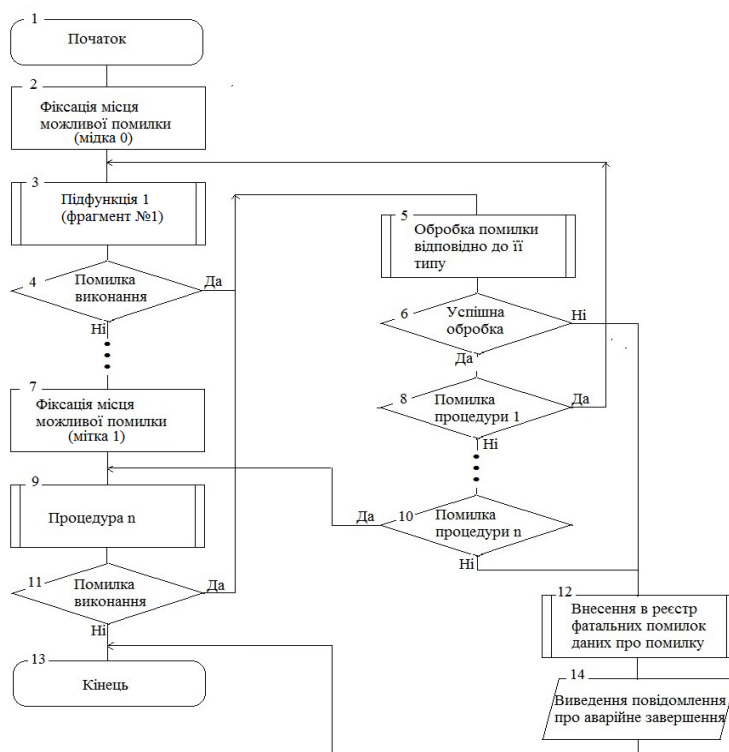 1
Початок
2
Фіксація місця
можливої помилки
(мідка 0)
3
Підфункція 1
(фрагмент №1)
4
Помилка
виконання
Да
Ні
5
Обробка помилки
відповідно до її
типу
6
Успішна
обробка
Ні
Да
7
Фіксація місця
можливої помилки
(мітка 1)
8
Помилка
процедури 1
Да
Ні
9
Процедура n
10
Помилка
процедури n
Да
Ні
11
Помилка
виконання
Да
Ні
12
Внесення в реєстр
фатальних помилок
даних про помилку
13
Кінець
14
Виведення повідомлення
про аварійне завершення